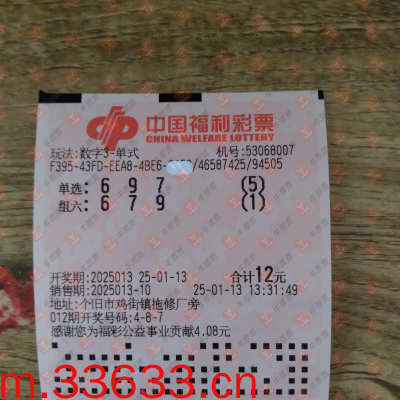 中国福利彩票
CHINA WELFARE LOTTERY
玩法:数字3-单式 机号:53068007
F395-43FD-EEA8-4BE6- /46587425/94505
单选: 6 9 7 (5)
组六: 6 7 9 (1)
开奖期:2025013 25-01-13 合计12元
销售期:2025013-10 25-01-13 13:31:49
地址:个旧市鸡街镇拖修厂旁
012期开奖号码:4-8-7
感谢您为福彩公益事业贡献4.08元
m.33633.cn